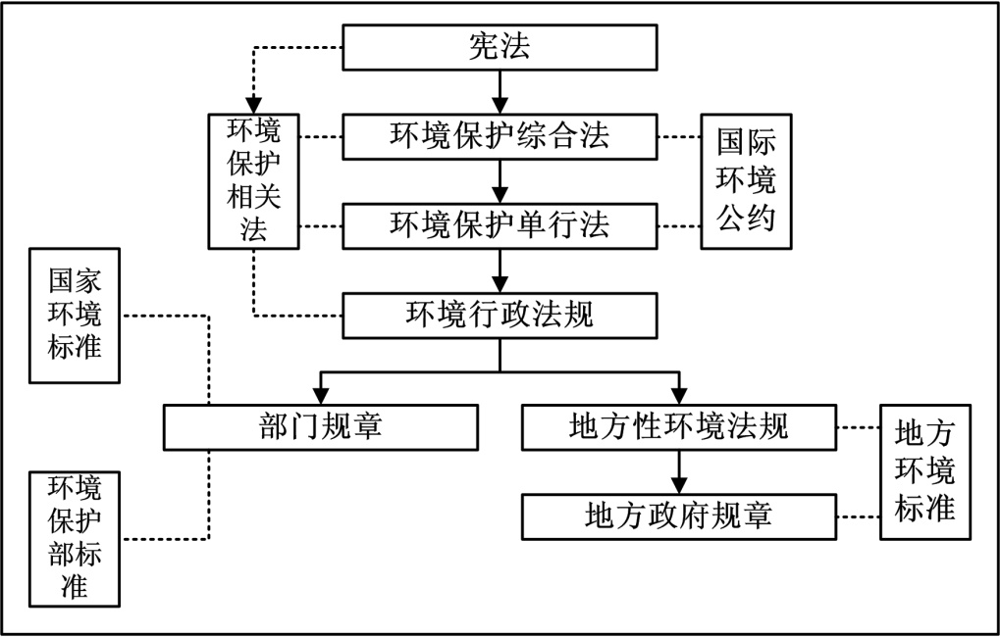 宪法
环境
保护
相关
法
环境保护综合法
国际
环境
公约
环境保护单行法
国家
环境
标准
环境行政法规
部门规章
地方性环境法规
地方
环境
标准
环境
保护
部标
准
地方政府规章